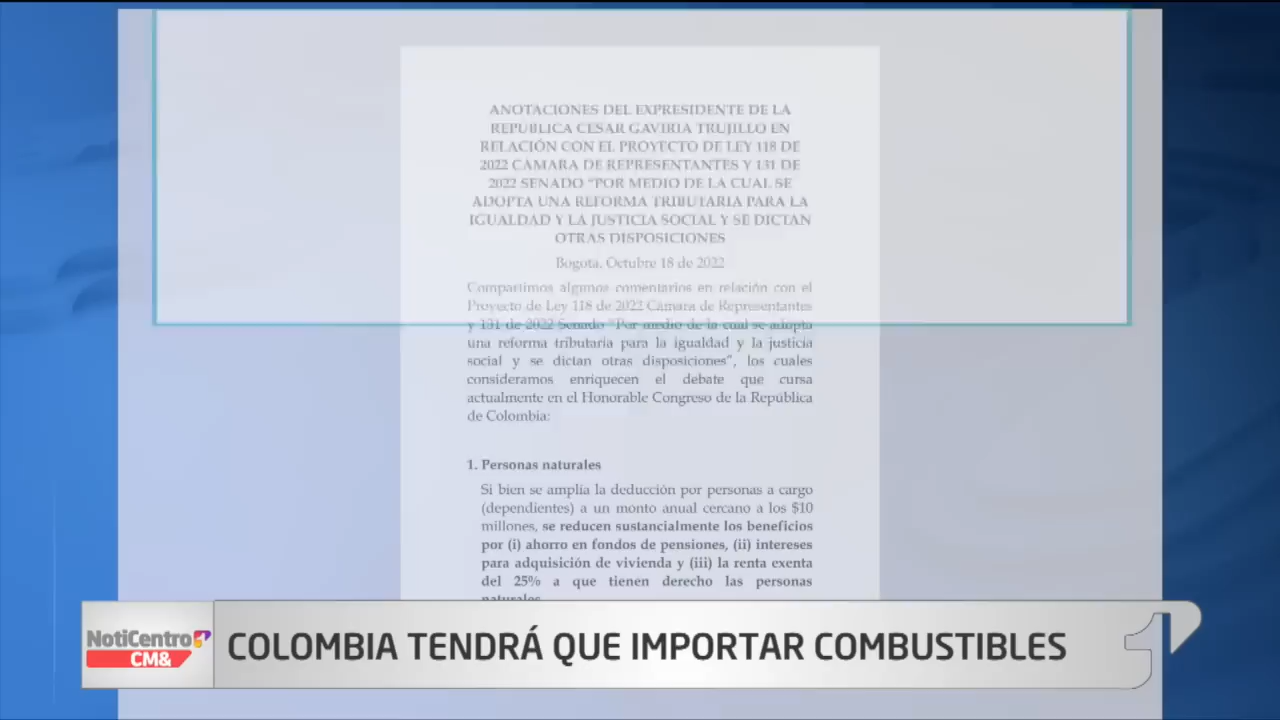 ANOTACIONES DEL EXPRESIDENTE DE LA
REPUBLICA CESAR GAVIRIA TRUJILLO EN
RELACIÓN CON EL PROYECTO DE LEY 118 DE
2022 CÁMARA DE REPRESENTANTES Y 131 DE
2022 SENADO "POR MEDIO DE LA CUAL SE
ADOPTA UNA REFORMA TRIBUTARIA PARA LA
IGUALDAD Y LA JUSTICIA SOCIAL Y SE DICTAN
OTRAS DISPOSICIONES
Bogota, Octubre 18 de 2022
Compartimos algunos comentarios en relación con el
Proyecto de Ley 118 de 2022 Cámara de Representantes
y 131 de 2022 Senado "Por medio de la cual se adopta
una reforma tributaria para la igualdad y la justicia
social y se dictan otras disposiciones", los cuales
consideramos enriquecen el debate que cursa
actualmente en el Honorable Congreso de la República
de Colombia:
1. Personas naturales
Si bien se amplía la deducción por personas a cargo
(dependientes) a un monto anual cercano a los $10
millones, se reducen sustancialmente los beneficios
por (i) ahorro en fondos de pensiones, (ii) intereses
para adquisición de vivienda y (iii) la renta exenta
del 25% a que tienen derecho las personas
naturales
NotiCentro 1
CM&
COLOMBIA TENDRÁ QUE IMPORTAR COMBUSTIBLES
1